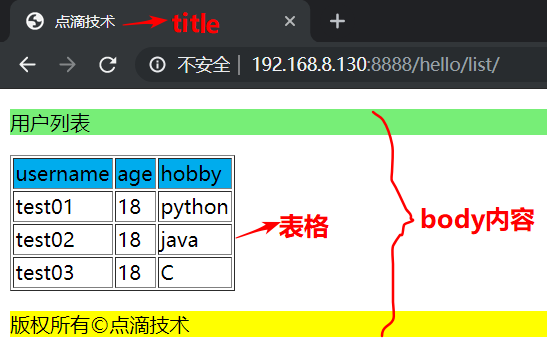 点滴技术 title
不安全 | 192.168.8.130:8888/hello/list/
用户列表
username age hobby
test01 18 python
test02 18 java
test03 18 C
表格
body内容
版权所有©点滴技术